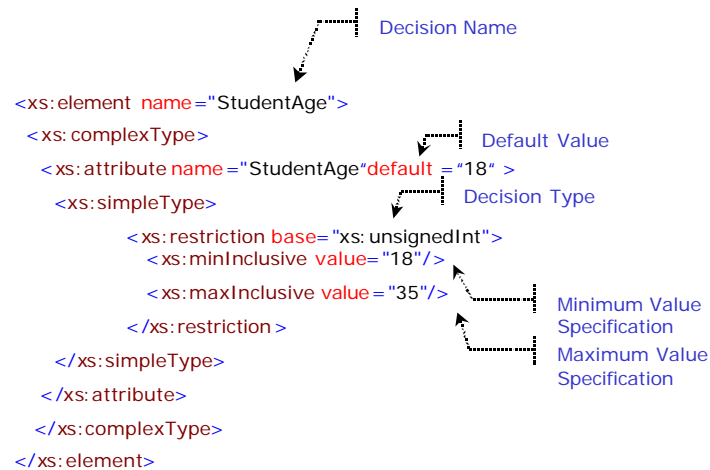 Decision Name
<xs:element name="StudentAge">
<xs:complexType>
Default Value
<xs:attribute name="StudentAge"default ="18" >
Decision Type
<xs:simpleType>
<xs:restriction base="xs:unsignedInt">
<xs:minInclusive value="18"/>
<xs:maxInclusive value="35"/>
Minimum Value
Specification
</xs:restriction>
Maximum Value
Specification
</xs:simpleType>
</xs:attribute>
</xs:complexType>
</xs:element>